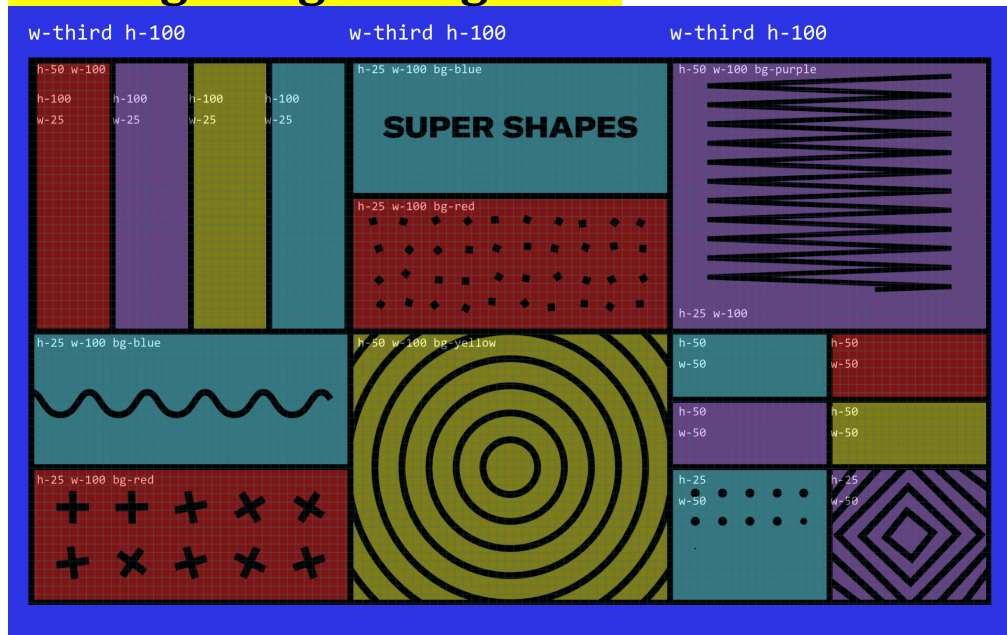 w-third h-100
w-third h-100
w-third h-100
h-50 w-100
h-100
w-25
h-100
w-25
h-100
w-25
h-100
w-25
h-25 w-100 bg-blue
h-25 w-100 bg-red
h-25 w-100 bg-blue
SUPER SHAPES
h-25 w-100 bg-red
h-50 w-100 bg-yellow
h-50 w-100 bg-purple
h-25 w-100
h-50
w-50
h-50
w-50
h-50
w-50
h-50
w-50
h-25
w-50
h-25
w-50